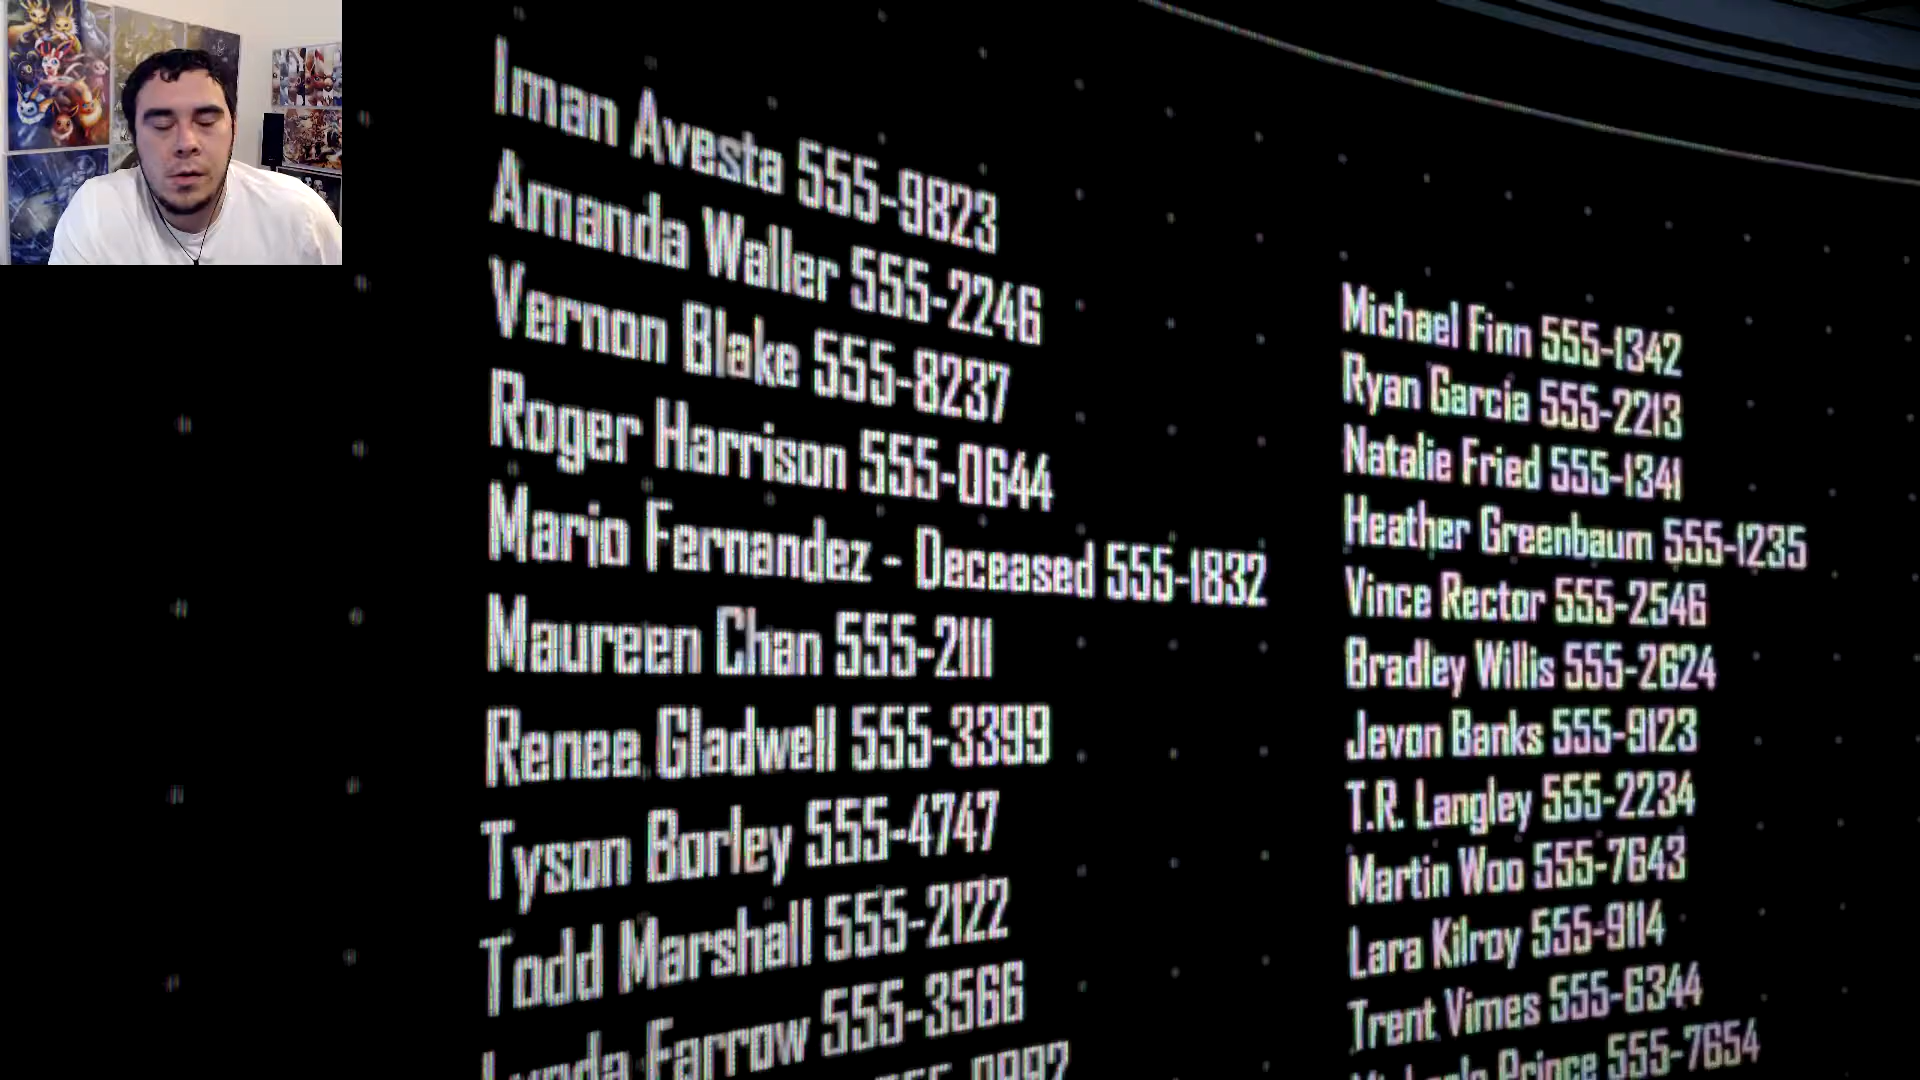 Iman Avesta 555-9823
Amanda Waller 555-2246
Vernon Blake 555-8237
Roger Harrison 555-0644
Mario Fernandez - Deceased 555-1832
Maureen Chan 555-2111
Renee Gladwell 555-3399
Tyson Borley 555-4747
Todd Marshall 555-2122
Lynda Farrow 555-3566
Michael Finn 555-1342
Ryan Garcia 555-2213
Natalie Fried 555-1341
Heather Greenbaum 555-1235
Vince Rector 555-2546
Bradley Willis 555-2624
Jevon Banks 555-9123
T.R. Langley 555-2234
Martin Woo 555-7643
Lara Kilroy 555-9114
Trent Vimes 555-6344
Prince 555-7654